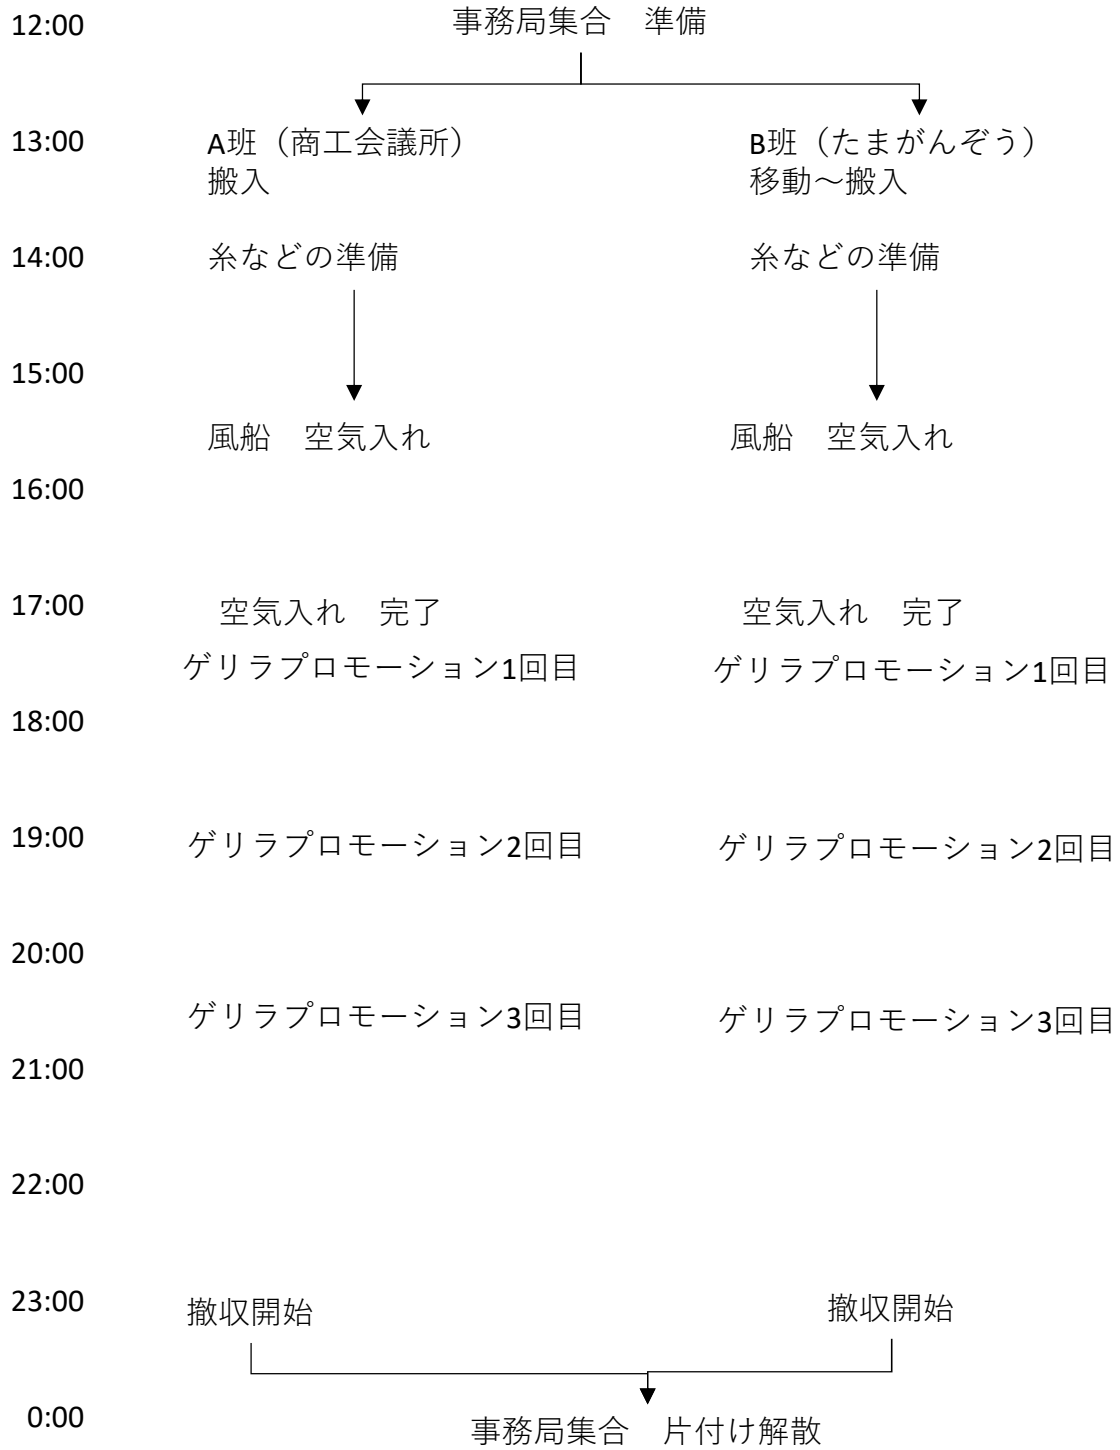 12:00 事務局集合　準備
13:00 A班（商工会議所） B班（たまがんぞう）
搬入 移動～搬入
14:00 糸などの準備 糸などの準備
15:00
風船　空気入れ 風船　空気入れ
16:00
17:00 空気入れ　完了 空気入れ　完了
ゲリラプロモーション1回目 ゲリラプロモーション1回目
18:00
19:00 ゲリラプロモーション2回目 ゲリラプロモーション2回目
20:00
ゲリラプロモーション3回目 ゲリラプロモーション3回目
21:00
22:00
23:00 撤収開始 撤収開始
0:00 事務局集合　片付け解散